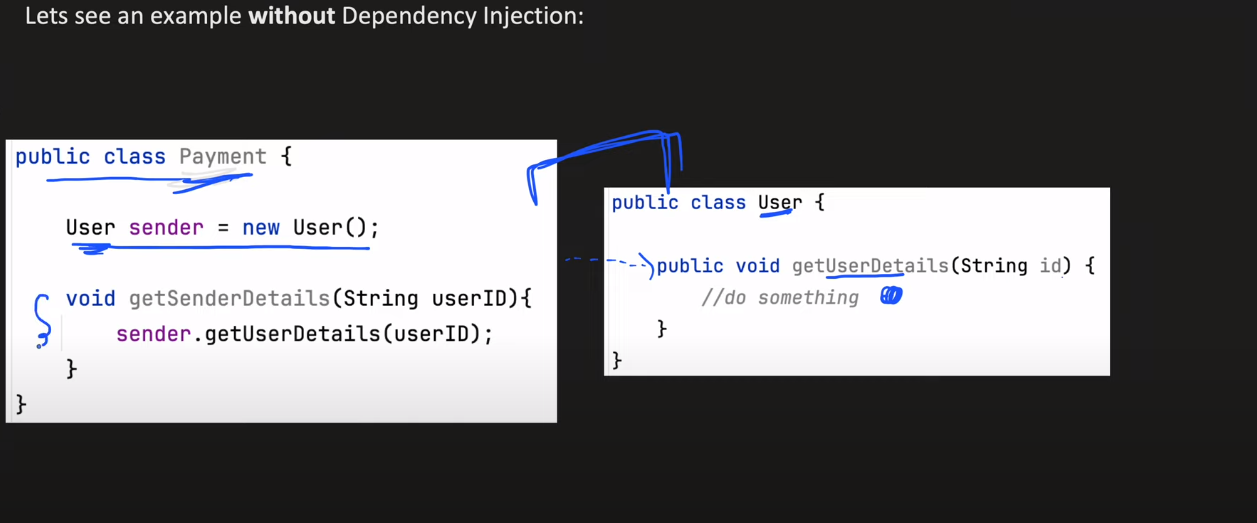 Lets see an example without Dependency Injection:
public class Payment {
User sender = new User();
void getSenderDetails(String userID){
sender.getUserDetails(userID);
}
}
public class User {
public void getUserDetails(String id) {
//do something
}
}